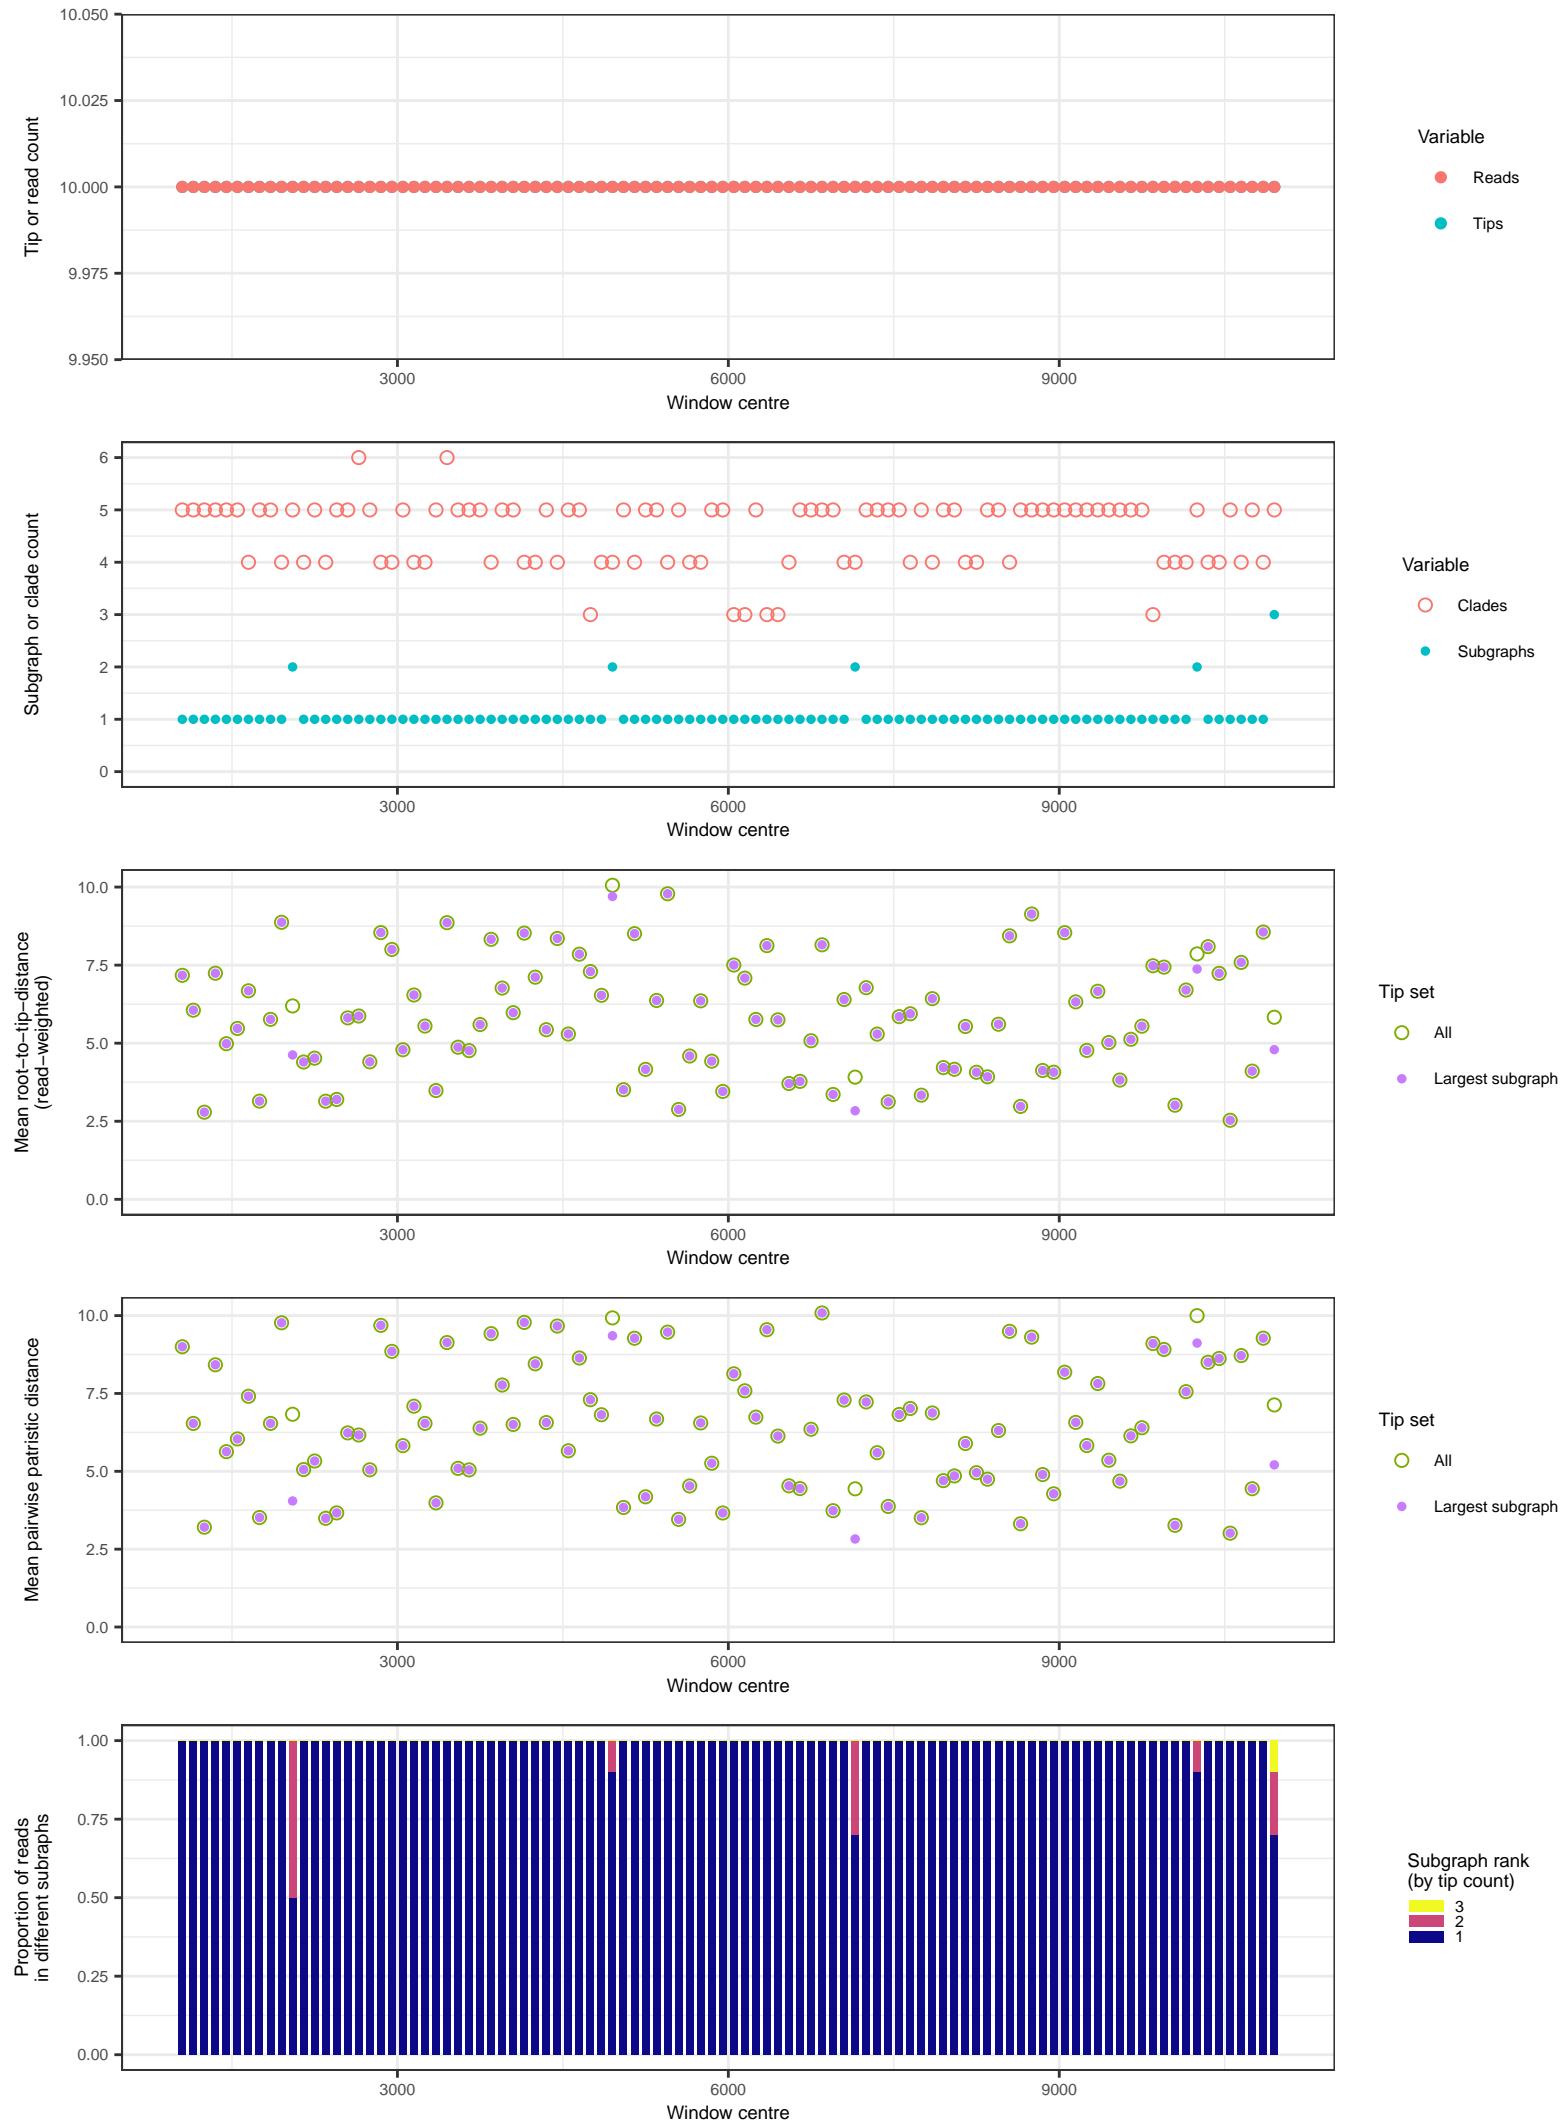 10.050
10.025
10.000
9.975
9.950
Tip or read count
3000 6000 9000
Window centre
Variable
Reads
Tips
6
5
4
3
2
1
0
Subgraph or clade count
3000 6000 9000
Window centre
Variable
Clades
Subgraphs
10.0
7.5
5.0
2.5
0.0
Mean root−to−tip−distance
(read−weighted)
3000 6000 9000
Window centre
Tip set
All
Largest subgraph
10.0
7.5
5.0
2.5
0.0
Mean pairwise patristic distance
3000 6000 9000
Window centre
Tip set
All
Largest subgraph
1.00
0.75
0.50
0.25
0.00
Proportion of reads
in different subraphs
3000 6000 9000
Window centre
Subgraph rank
(by tip count)
3
2
1